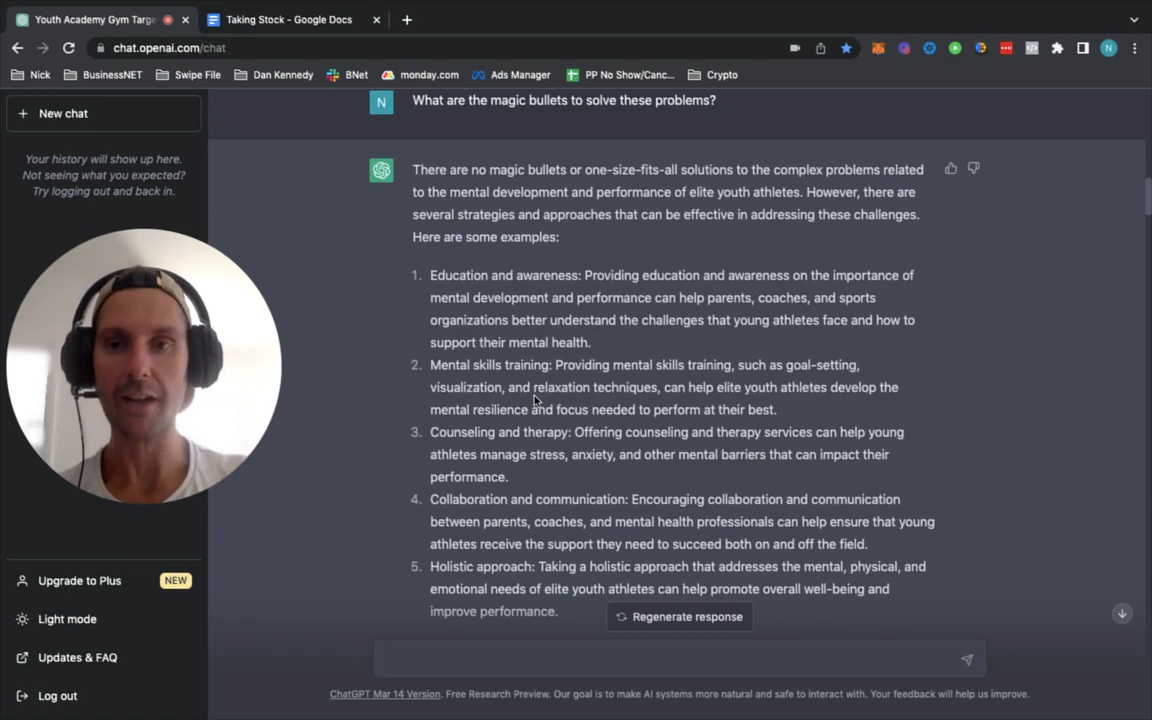 Youth Academy Gym Targe
Taking Stock - Google Docs
chat.openai.com/chat
N
Nick
BusinessNET
Swipe File
Dan Kennedy
BNet
monday.com
Ads Manager
PP No Show/Canc...
Crypto
New chat
Your history will show up here.
Not seeing what you expected?
Try logging out and back in.
N
What are the magic bullets to solve these problems?
There are no magic bullets or one-size-fits-all solutions to the complex problems related
to the mental development and performance of elite youth athletes. However, there are
several strategies and approaches that can be effective in addressing these challenges.
Here are some examples:
1. Education and awareness: Providing education and awareness on the importance of
mental development and performance can help parents, coaches, and sports
organizations better understand the challenges that young athletes face and how to
support their mental health.
2. Mental skills training: Providing mental skills training, such as goal-setting,
visualization, and relaxation techniques, can help elite youth athletes develop the
mental resilience and focus needed to perform at their best.
3. Counseling and therapy: Offering counseling and therapy services can help young
athletes manage stress, anxiety, and other mental barriers that can impact their
performance.
4. Collaboration and communication: Encouraging collaboration and communication
between parents, coaches, and mental health professionals can help ensure that young
athletes receive the support they need to succeed both on and off the field.
5. Holistic approach: Taking a holistic approach that addresses the mental, physical, and
emotional needs of elite youth athletes can help promote overall well-being and
improve performance.
Regenerate response
Upgrade to Plus
NEW
Light mode
Updates & FAQ
Log out
ChatGPT Mar 14 Version. Free Research Preview. Our goal is to make AI systems more natural and safe to interact with. Your feedback will help us improve.